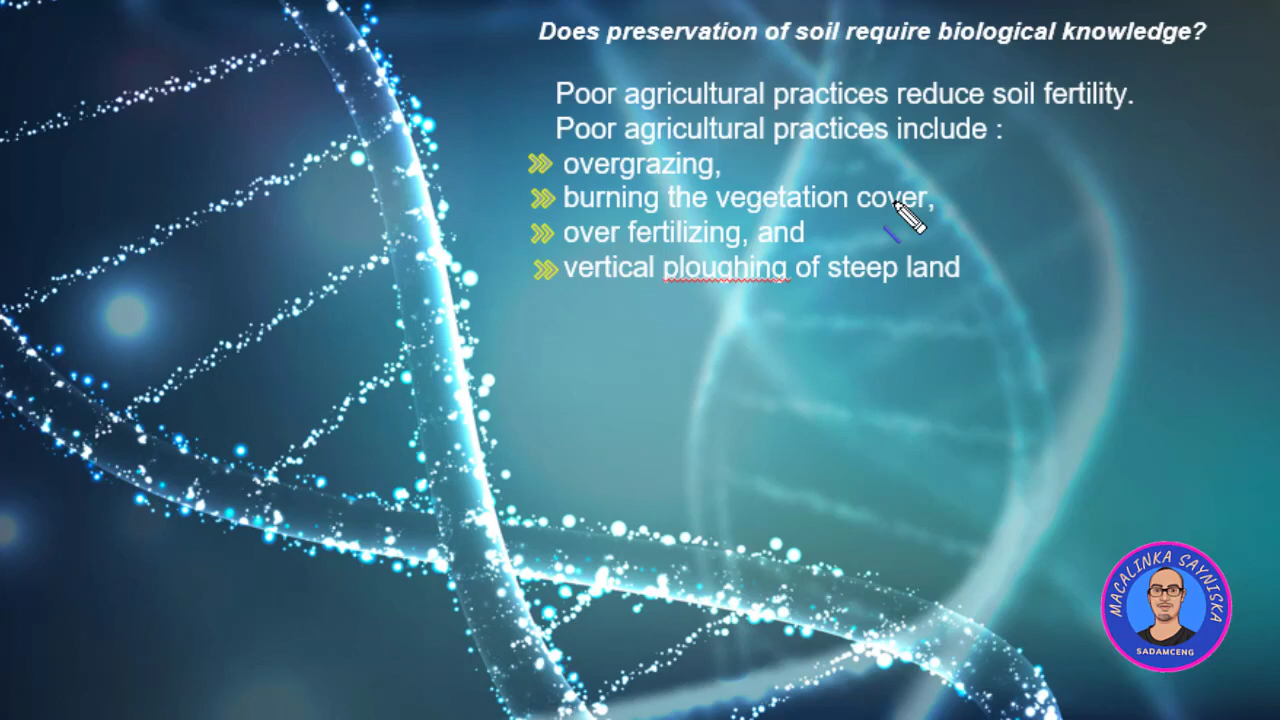 Does preservation of soil require biological knowledge?
Poor agricultural practices reduce soil fertility.
Poor agricultural practices include :
overgrazing,
burning the vegetation cover,
over fertilizing, and
vertical ploughing of steep land
MACALINKA SAYNISKA
SADAMCENG